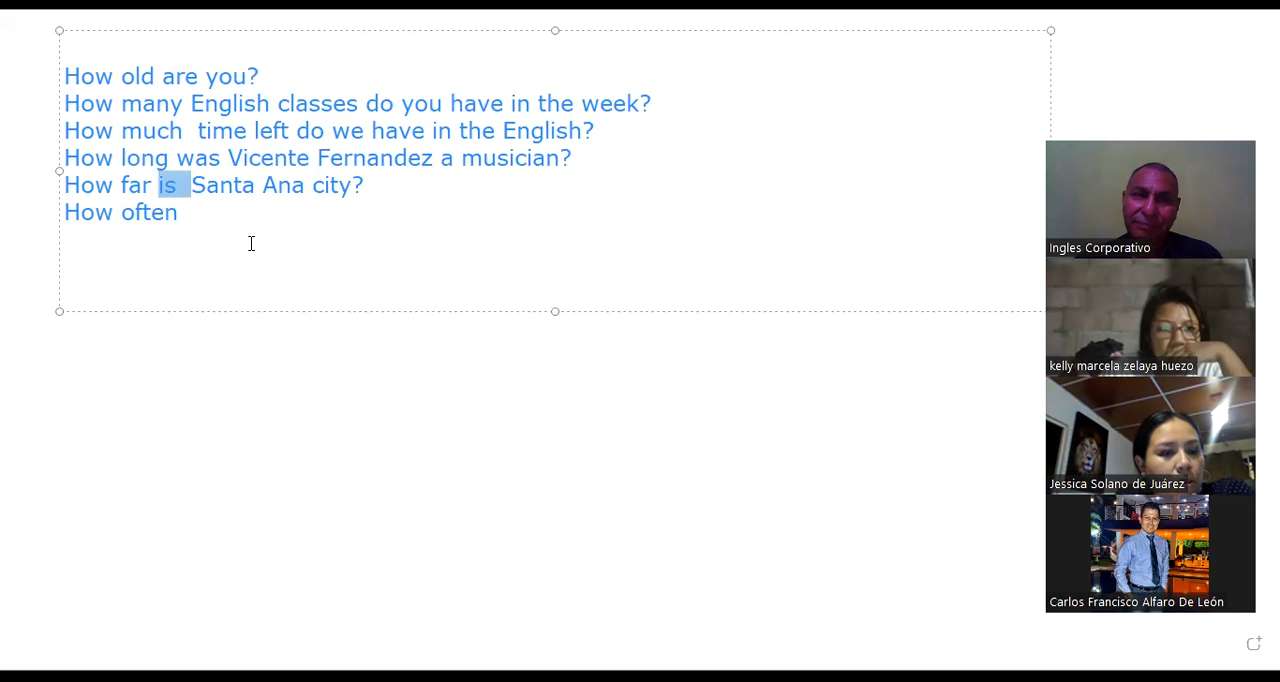 How old are you?
How many English classes do you have in the week?
How much  time left do we have in the English?
How long was Vicente Fernandez a musician?
How far is  Santa Ana city?
How often
Ingles Corporativo
kelly marcela zelaya huezo
Jessica Solano de Juárez
Carlos Francisco Alfaro De León